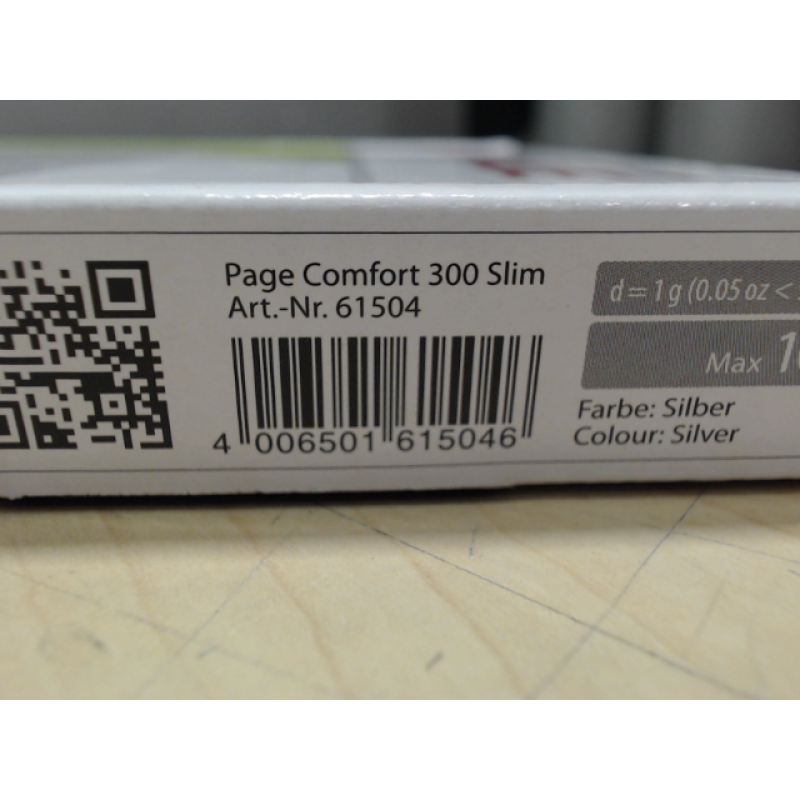 Page Comfort 300 Slim
Art.-Nr. 61504
4 006501 615046
d = 1 g (0.05 oz <
Max
Farbe: Silber
Colour: Silver